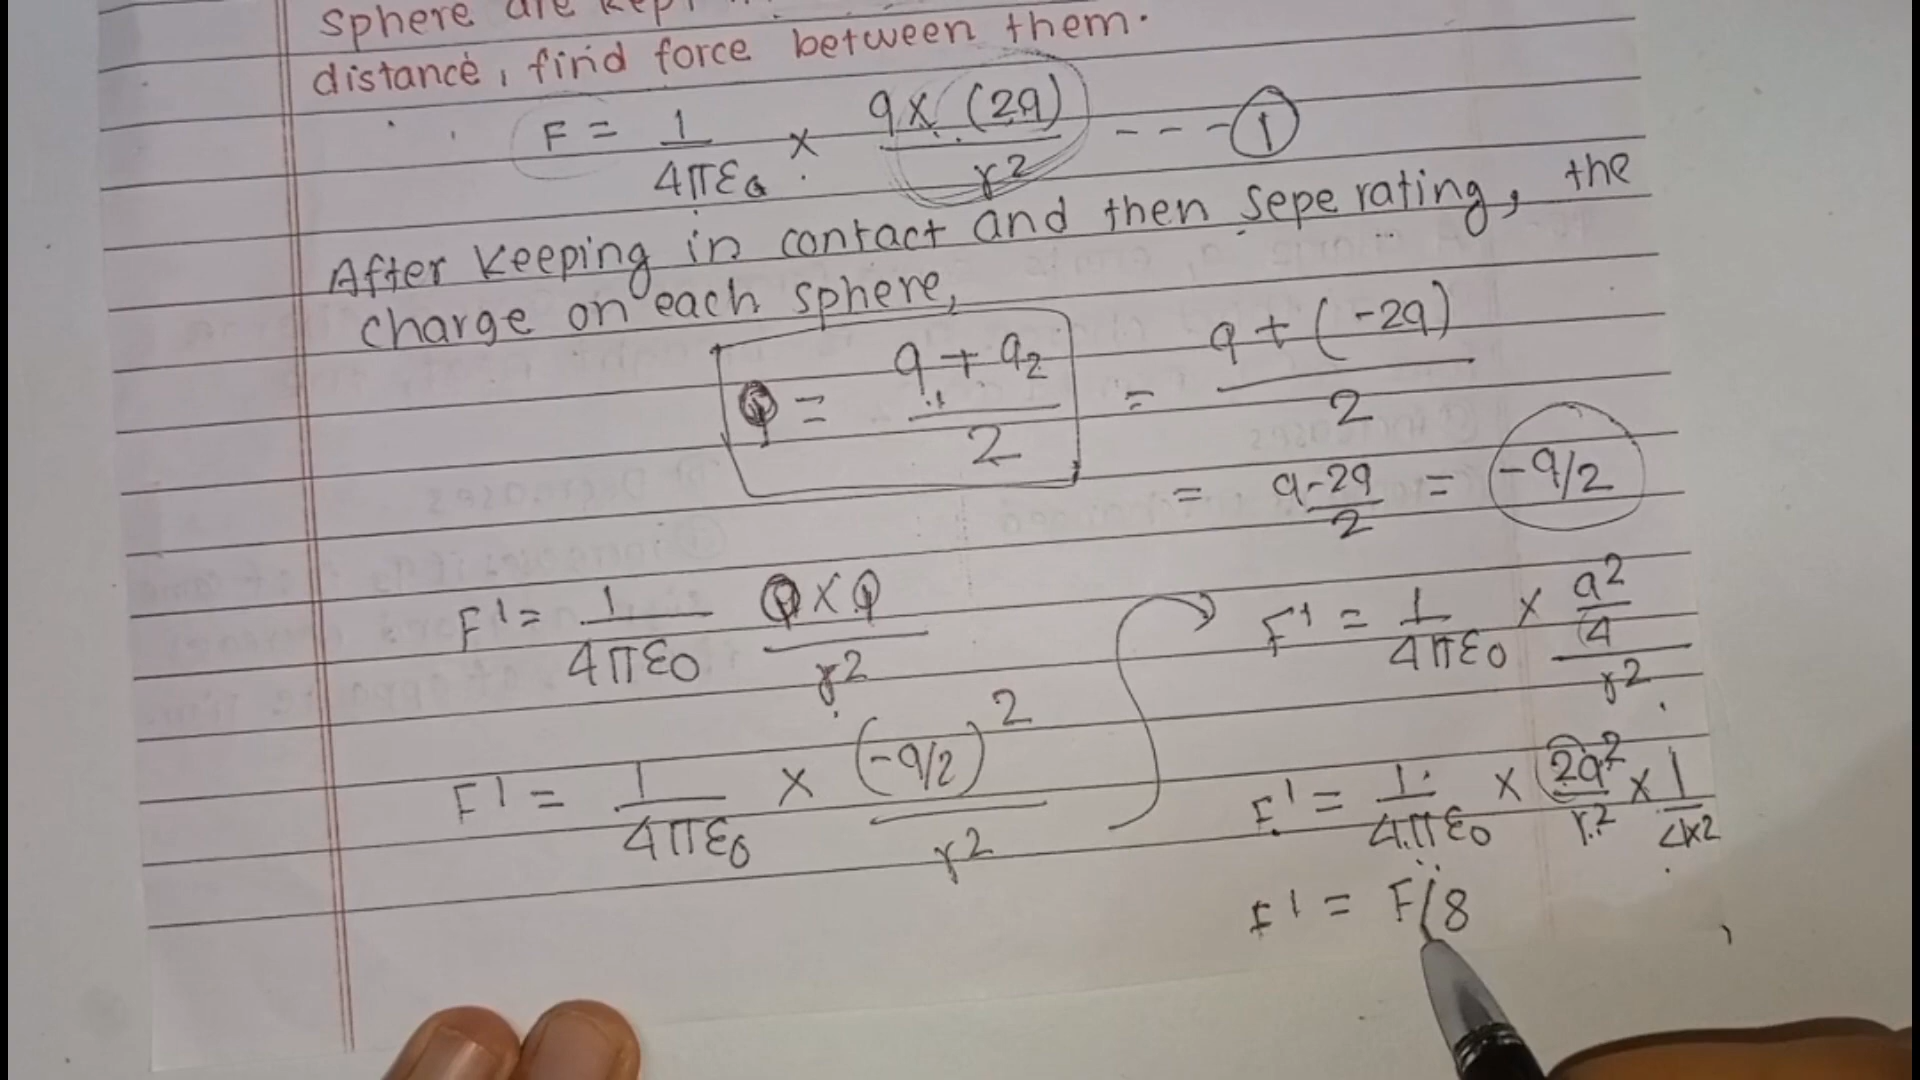 sphere are kept
distance, find force between them.
F = 1/4πε0 × q × (2q)/r² ---①
After keeping in contact and then seperating, the
charge on each sphere,
Q = q1 + q2/2 = q + (-2q)/2
= q-2q/2 = -q/2
F' = 1/4πε0 Q × Q/r²
F' = 1/4πε0 × (-q/2)²/r²
F' = 1/4πε0 × q²/4/r²
F' = 1/4πε0 × 2q²/r² × 1/4×2
F' = F/8